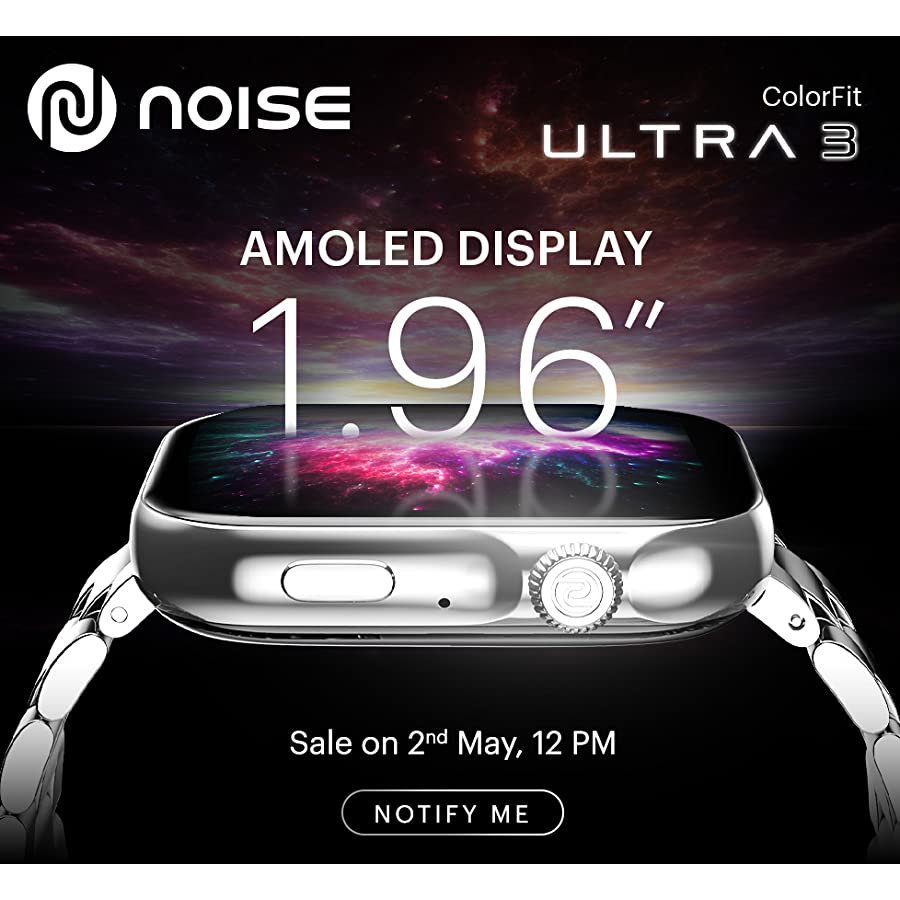 NOISE
ColorFit
ULTRA 3
AMOLED DISPLAY
1.96”
Sale on 2nd May, 12 PM
NOTIFY ME